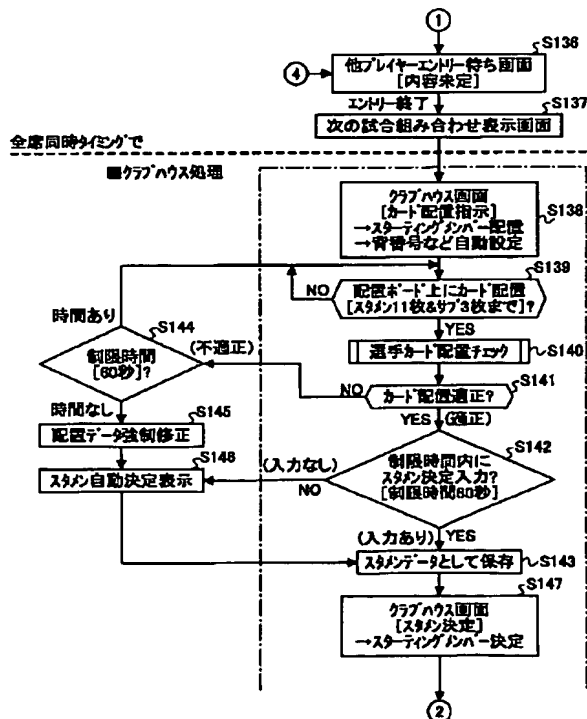 ①
S136
④
他プレイヤーエントリー待ち画面
[内容未定]
エントリー終了
S137
次の試合組み合わせ表示画面
全席同時タイミングで
■クラブハウス処理
S138
クラブハウス画面
[カード配置指示]
→スターティングメンバー配置
→背番号など自動設定
S139
配置ボード上にカード配置
[スタメン11枚&サブ3枚まで]?
NO
YES
時間あり
S144
制限時間
[60秒]?
(不適正)
選手カード配置チェック
S140
S141
カード配置適正?
NO
YES
(適正)
時間なし
S145
配置データ強制修正
S142
制限時間内に
スタメン決定入力?
[制限時間60秒]
S146
スタメン自動決定表示
(入力なし)
NO
(入力あり)
YES
S143
スタメンデータとして保存
S147
クラブハウス画面
[スタメン決定]
→スターティングメンバー決定
②